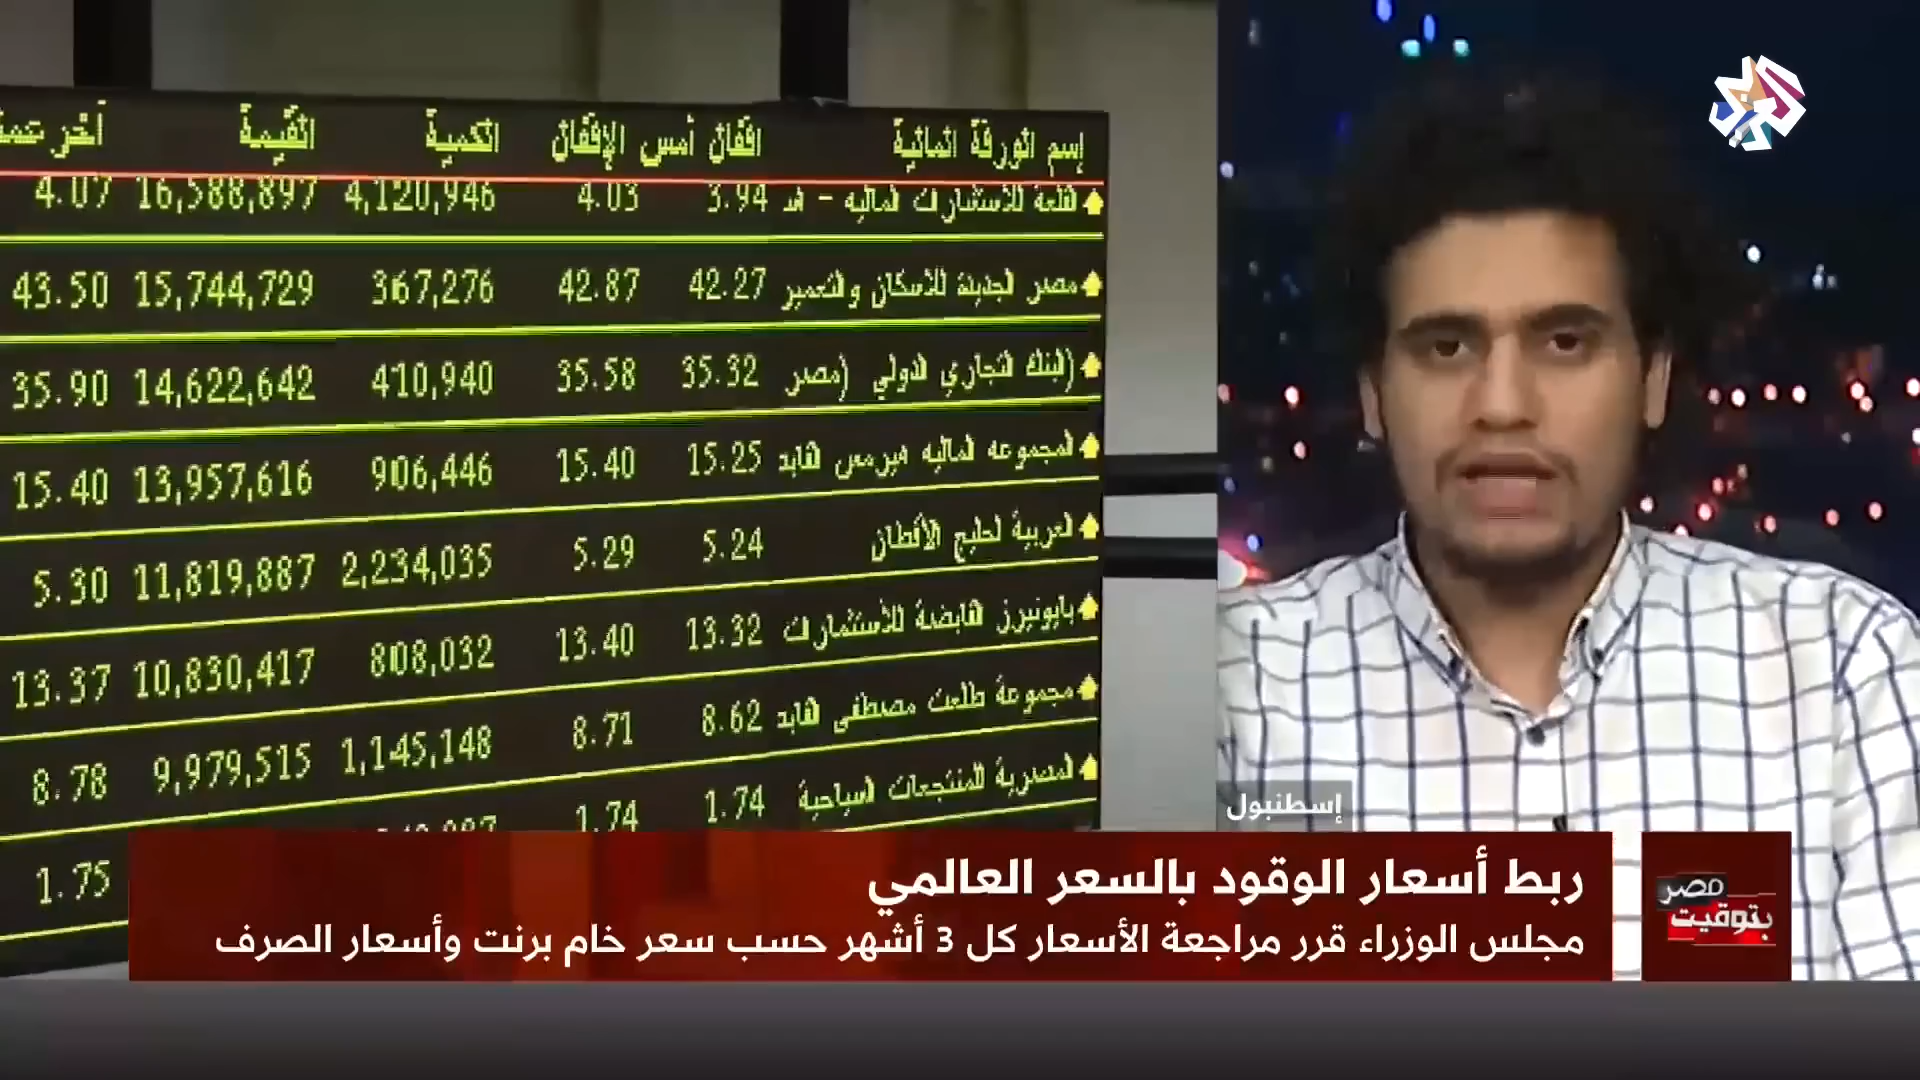 إسم الورقة المالية اقفال أمس الإقفال الكمية القيمة آخر
القلعة للاستشارات الماليه - 3.94 4.03 4,120,946 16,588,897 4.07
مصر الجديدة للاسكان والتعمير 42.27 42.87 367,276 15,744,729 43.50
(البنك التجاري الدولي (مصر 35.32 35.58 410,940 14,622,642 35.90
المجموعه الماليه هيرمس القابد 15.25 15.40 906,446 13,957,616 15.40
العربية لحليج الأقطان 5.24 5.29 2,234,035 11,819,887 5.30
بايونيرز القابضة للأستثمارات 13.32 13.40 808,032 10,830,417 13.37
مجموعة طلعت مصطفى القابد 8.62 8.71 1,145,148 9,979,515 8.78
المصرية للمنتجعات السياحية 1.74 1.74 1.75
إسطنبول
ربط أسعار الوقود بالسعر العالمي
مجلس الوزراء قرر مراجعة الأسعار كل 3 أشهر حسب سعر خام برنت وأسعار الصرف
مصر
بتوقيت